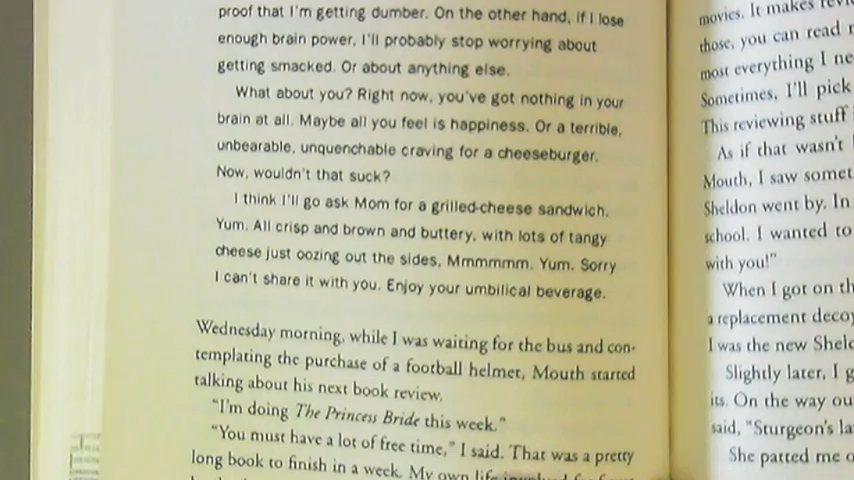 proof that I'm getting dumber. On the other hand, if I lose
enough brain power, I'll probably stop worrying about
getting smacked. Or about anything else.
What about you? Right now, you've got nothing in your
brain at all. Maybe all you feel is happiness. Or a terrible,
unbearable, unquenchable craving for a cheeseburger.
Now, wouldn't that suck?
I think I'll go ask Mom for a grilled-cheese sandwich.
Yum. All crisp and brown and buttery, with lots of tangy
cheese just oozing out the sides. Mmmmmm. Yum. Sorry
I can't share it with you. Enjoy your umbilical beverage.
Wednesday morning, while I was waiting for the bus and con-
templating the purchase of a football helmet, Mouth started
talking about his next book review.
"I'm doing The Princess Bride this week."
"You must have a lot of free time," I said. That was a pretty
long book to finish in a week. My own life involved
movies. It makes
those, you can read
most everything I
Sometimes, I'll pick
This reviewing stuff
As if that wasn't
Mouth, I saw
Sheldon went by. In
school. I wanted to
with you!"
When I got on
a replacement
I was the new
Slightly later, I
its. On the way
said, "Sturgeon's
She patted me